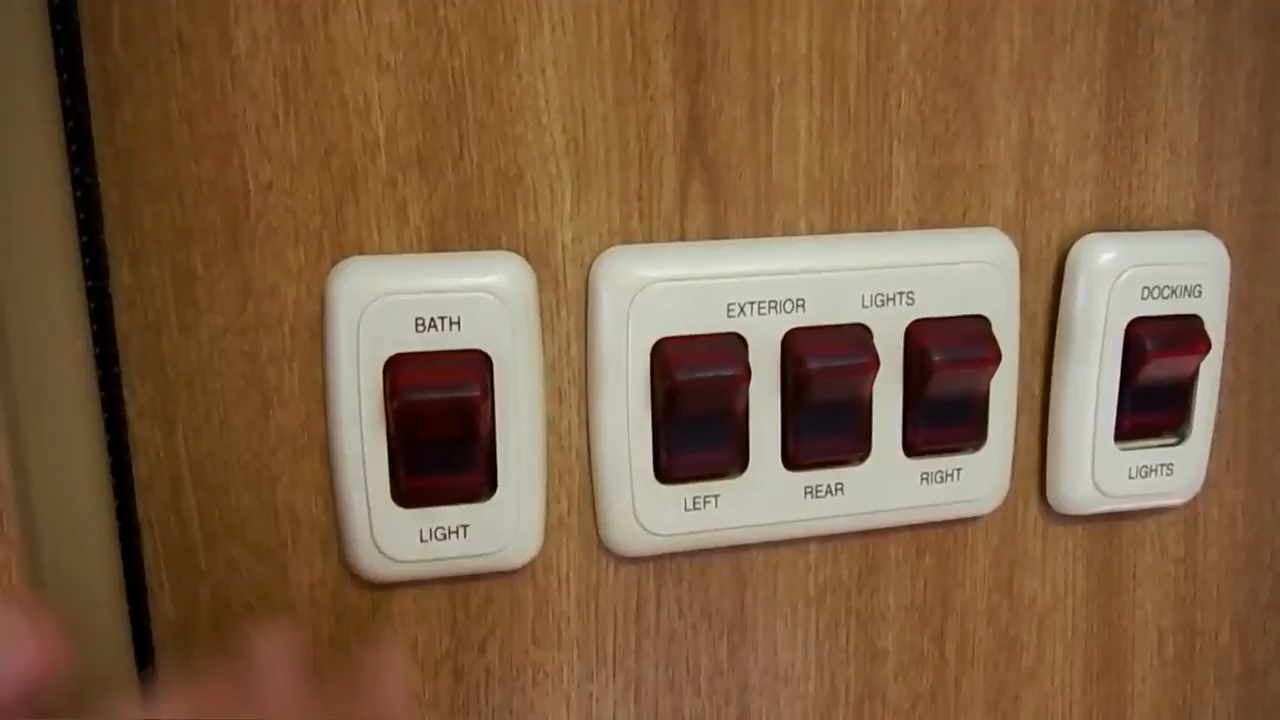 BATH
LIGHT
EXTERIOR LIGHTS
LEFT REAR RIGHT
DOCKING
LIGHTS